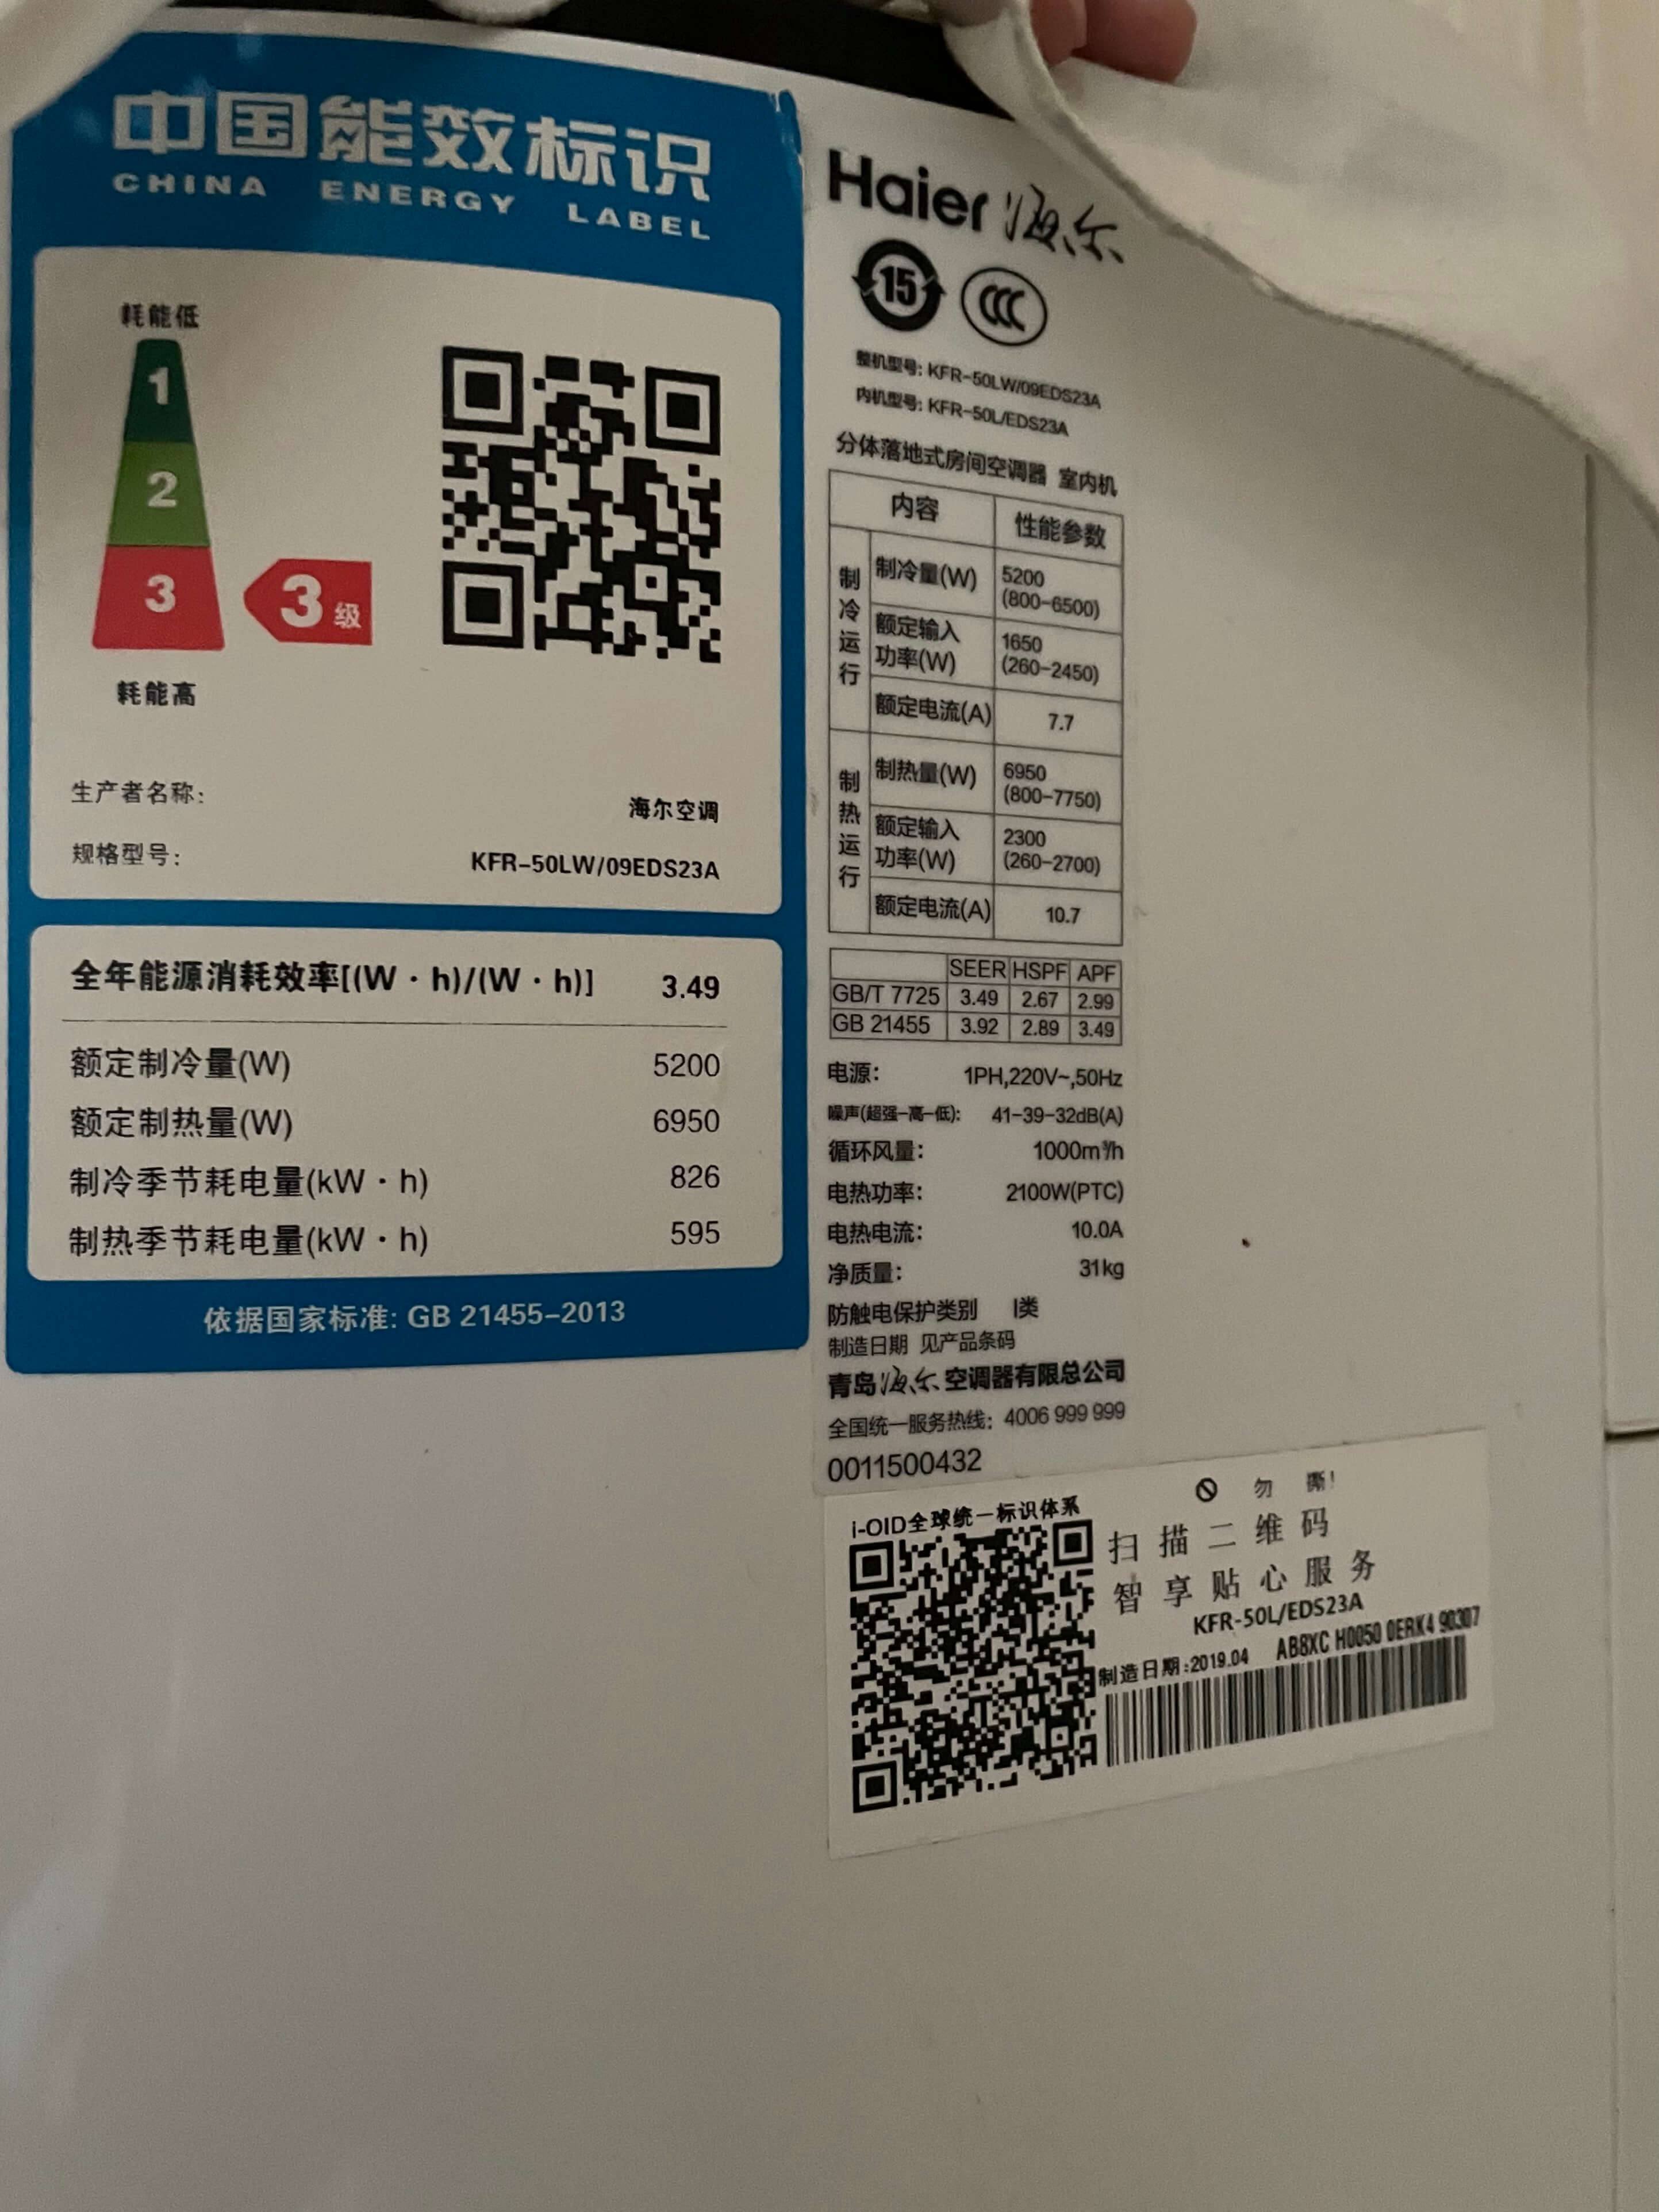 中国能效标识
CHINA ENERGY LABEL
耗能低
1
2
3
3级
耗能高
生产者名称:
海尔空调
规格型号:
KFR-50LW/09EDS23A
全年能源消耗效率[(W·h)/(W·h)] 3.49
额定制冷量(W) 5200
额定制热量(W) 6950
制冷季节耗电量(kW·h) 826
制热季节耗电量(kW·h) 595
依据国家标准: GB 21455-2013
Haier 海尔
15 CCC
整机型号: KFR-50LW/09EDS23A
内机型号: KFR-50L/EDS23A
分体落地式房间空调器 室内机
内容 性能参数
制冷运行
制冷量(W) 5200
(800-6500)
额定输入
功率(W)
1650
(260-2450)
额定电流(A) 7.7
制热运行
制热量(W) 6950
(800-7750)
额定输入
功率(W)
2300
(260-2700)
额定电流(A) 10.7
SEER HSPF APF
GB/T 7725 3.49 2.67 2.99
GB 21455 3.92 2.89 3.49
电源: 1PH,220V~,50Hz
噪声(超强-高-低): 41-39-32dB(A)
循环风量: 1000m³/h
电热功率: 2100W(PTC)
电热电流: 10.0A
净质量: 31kg
防触电保护类别 I类
制造日期 见产品条码
青岛海尔空调器有限总公司
全国统一服务热线: 4006 999 999
0011500432
i-OID全球统一标识体系
勿 撕!
扫描二维码
智享贴心服务
KFR-50L/EDS23A
制造日期:2019.04 AB8XC H0050 0ERK4 90307